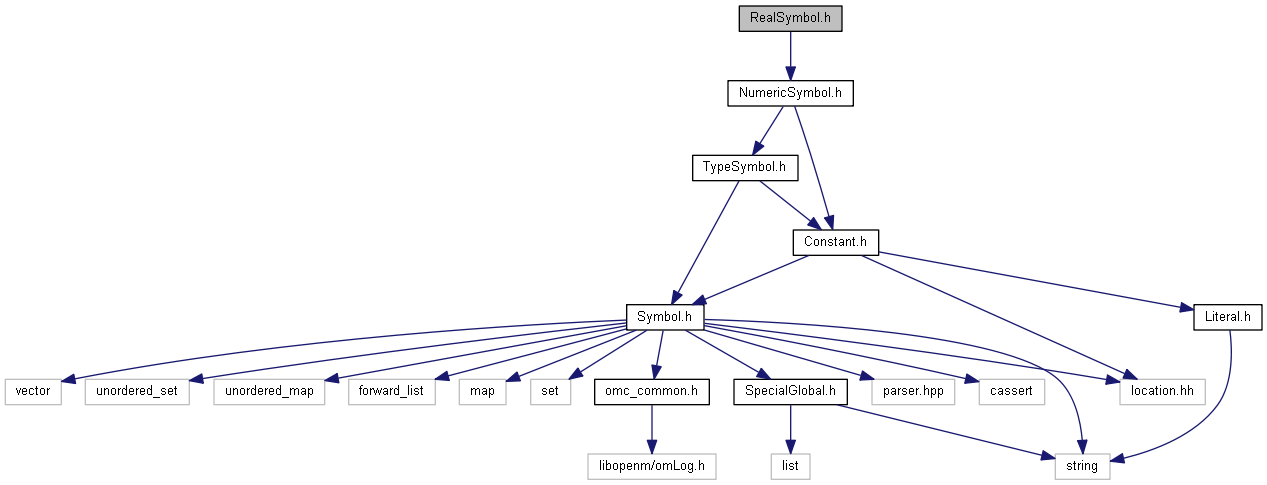 RealSymbol.h
NumericSymbol.h
TypeSymbol.h
Constant.h
Symbol.h
Literal.h
vector
unordered_set
unordered_map
forward_list
map
set
omc_common.h
SpecialGlobal.h
parser.hpp
cassert
location.hh
libopenm/omLog.h
list
string